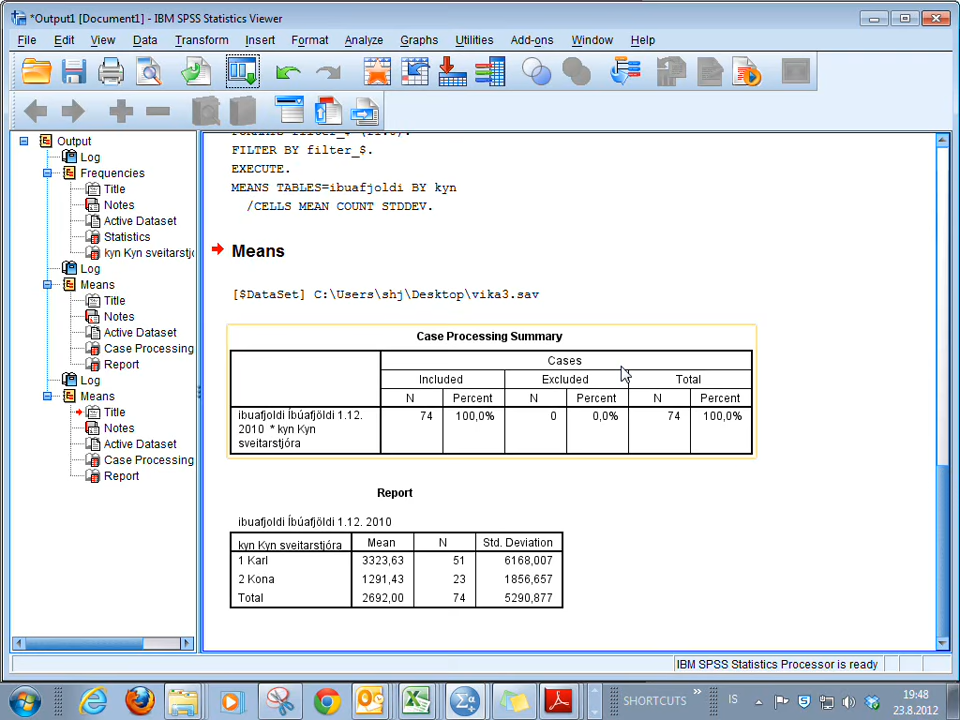 *Output1 [Document1] - IBM SPSS Statistics Viewer
File Edit View Data Transform Insert Format Analyze Graphs Utilities Add-ons Window Help
Output
Log
Frequencies
Title
Notes
Active Dataset
Statistics
kyn Kyn sveitarstjó
Log
Means
Title
Notes
Active Dataset
Case Processing
Report
Log
Means
Title
Notes
Active Dataset
Case Processing
Report
FILTER BY filter_$.
EXECUTE.
MEANS TABLES=ibuafjoldi BY kyn
/CELLS MEAN COUNT STDDEV.
Means
[$DataSet] C:\Users\shj\Desktop\vika3.sav
Case Processing Summary
Cases
Included Excluded Total
N Percent N Percent N Percent
ibuafjoldi Íbúafjöldi 1.12. 74 100,0% 0 0,0% 74 100,0%
2010 * kyn Kyn
sveitarstjóra
Report
ibuafjoldi Íbúafjöldi 1.12. 2010
kyn Kyn sveitarstjóra Mean N Std. Deviation
1 Karl 3323,63 51 6168,007
2 Kona 1291,43 23 1856,657
Total 2692,00 74 5290,877
IBM SPSS Statistics Processor is ready
SHORTCUTS » IS 19:48
23.8.2012